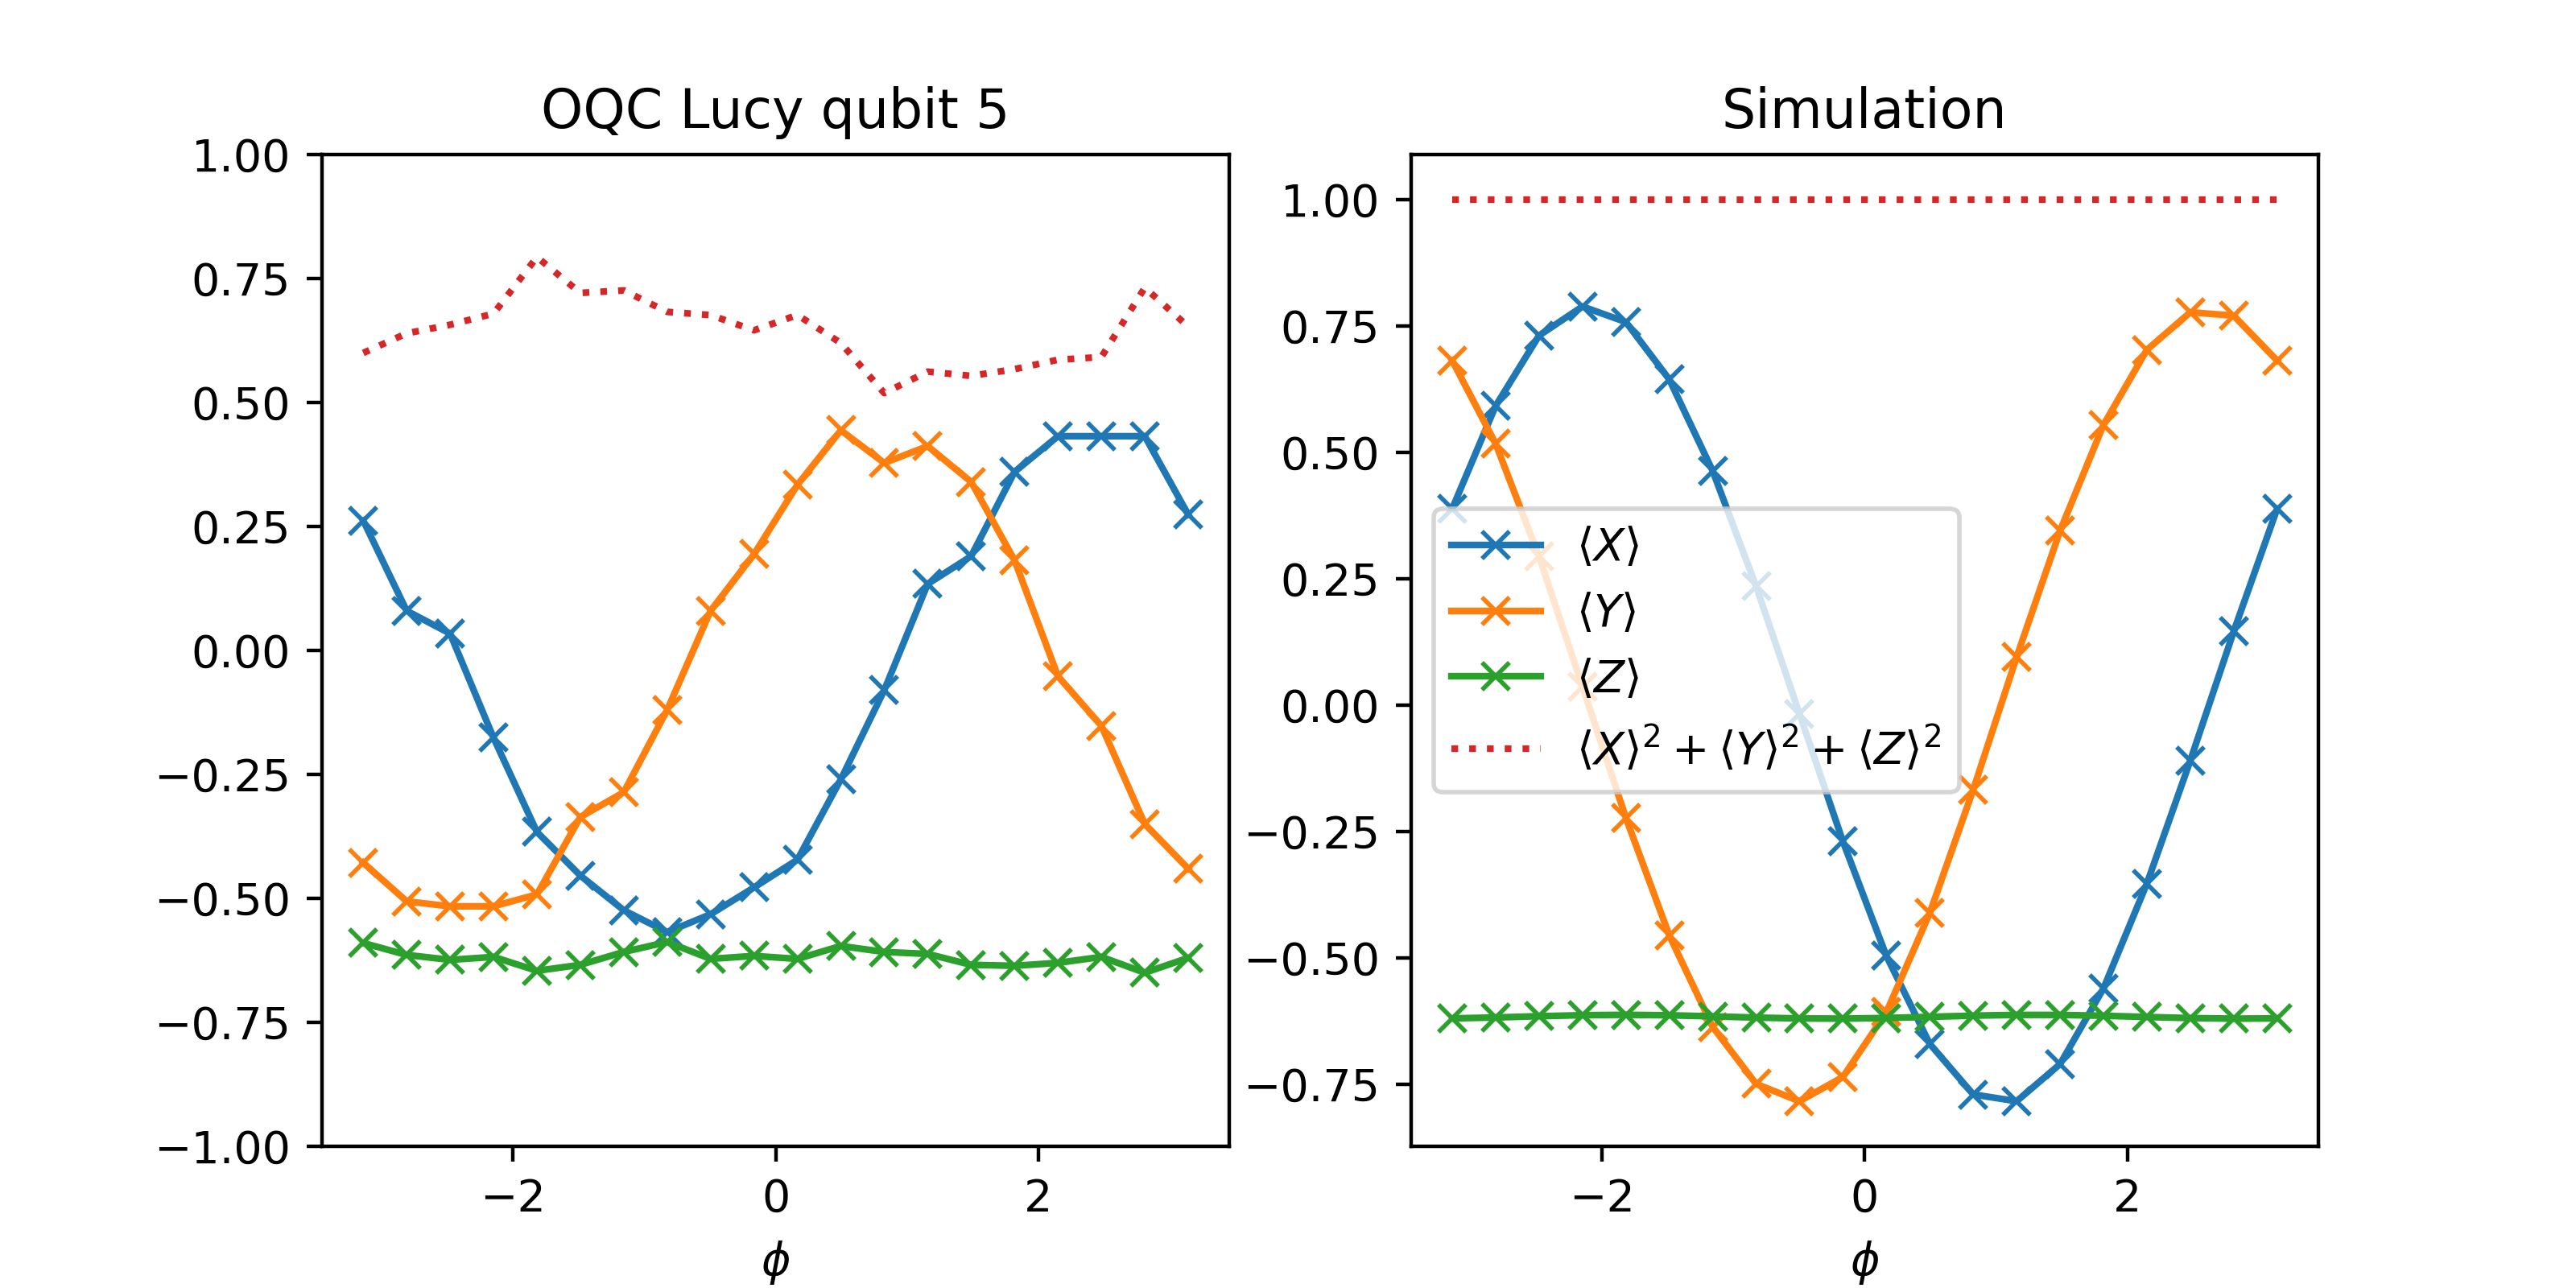 OQC Lucy qubit 5
1.00
0.75
0.50
0.25
0.00
−0.25
−0.50
−0.75
−1.00
−2 0 2
ϕ
Simulation
1.00
0.75
0.50
0.25
0.00
−0.25
−0.50
−0.75
−2 0 2
ϕ
⟨X⟩
⟨Y⟩
⟨Z⟩
⟨X⟩² + ⟨Y⟩² + ⟨Z⟩²